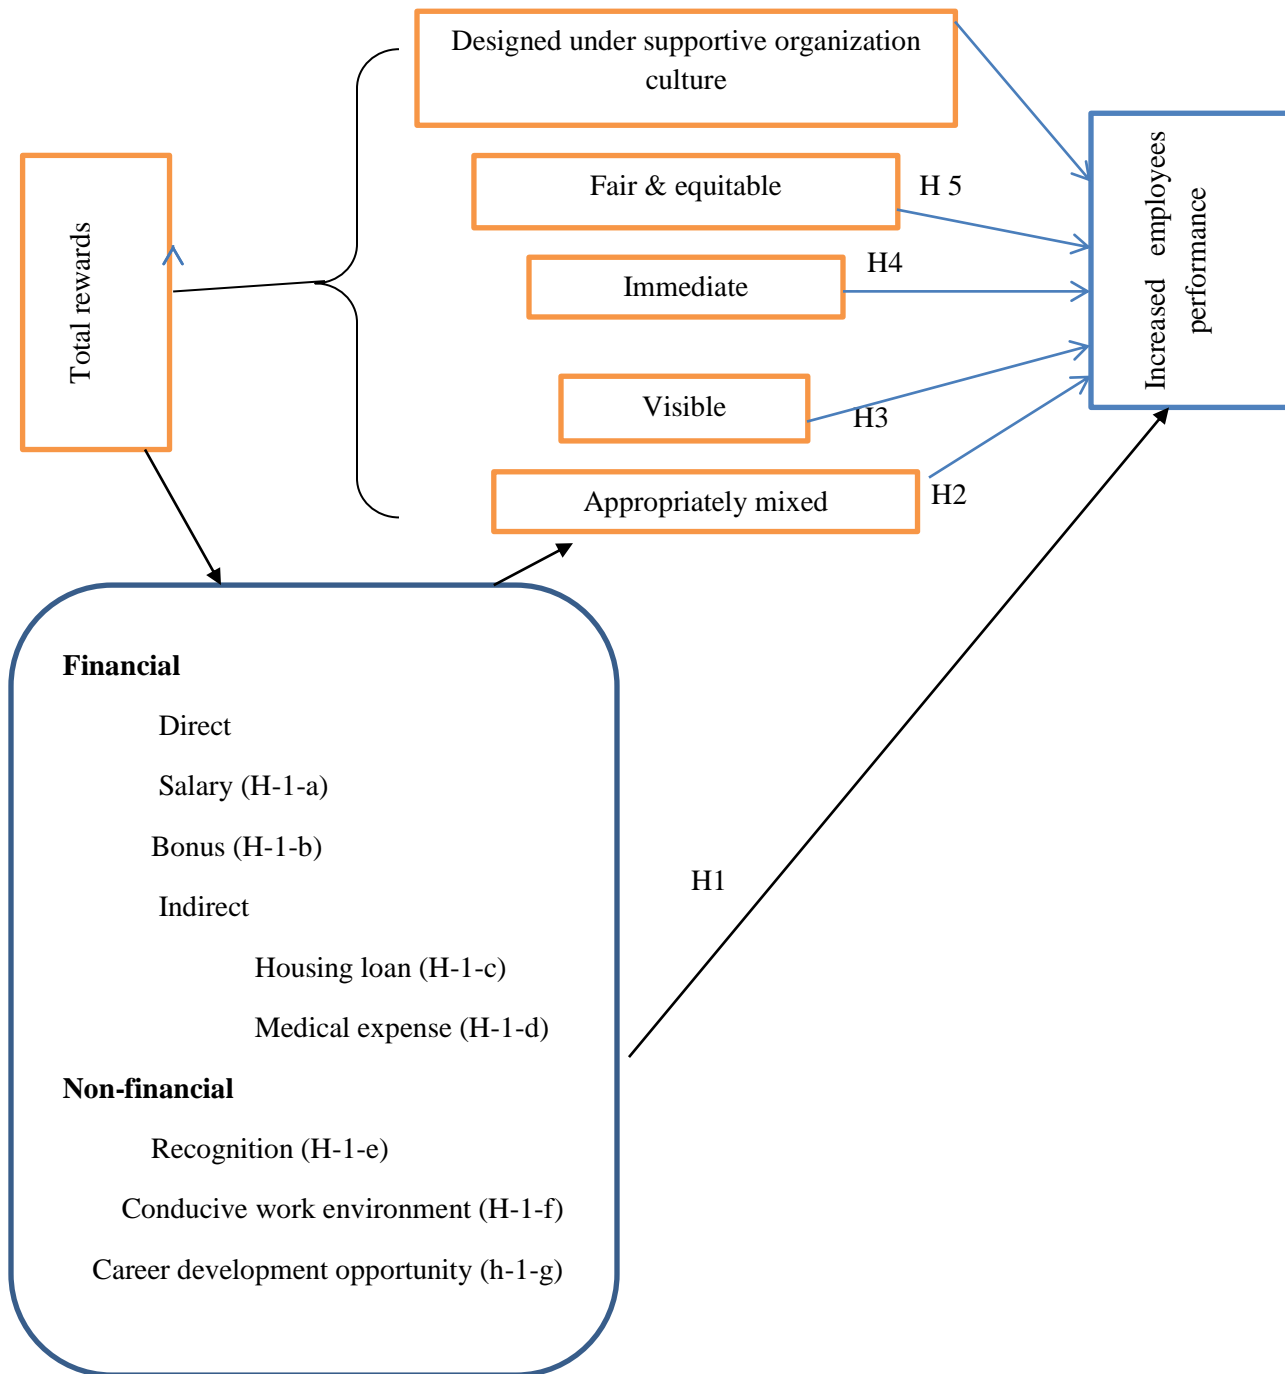 Designed under supportive organization
culture
Total rewards
Fair & equitable
H 5
Increased employees
performance
Immediate
H4
Visible
H3
Appropriately mixed
H2
Financial
Direct
Salary (H-1-a)
Bonus (H-1-b)
Indirect
H1
Housing loan (H-1-c)
Medical expense (H-1-d)
Non-financial
Recognition (H-1-e)
Conducive work environment (H-1-f)
Career development opportunity (h-1-g)